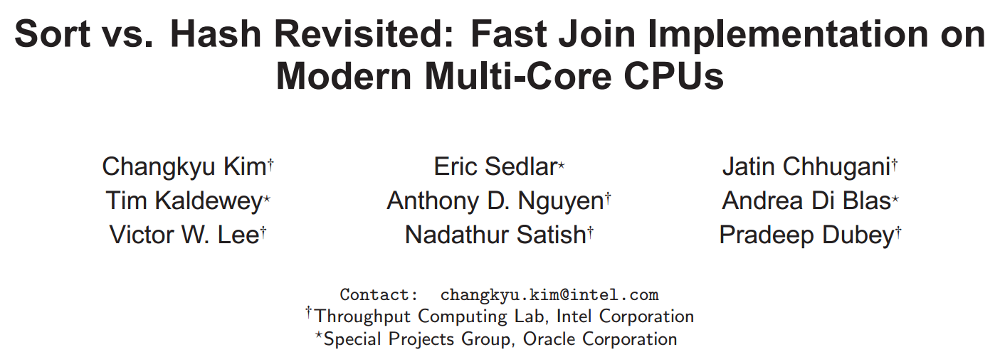 Sort vs. Hash Revisited: Fast Join Implementation on
Modern Multi-Core CPUs
Changkyu Kim† Eric Sedlar⋆ Jatin Chhugani†
Tim Kaldewey⋆ Anthony D. Nguyen† Andrea Di Blas⋆
Victor W. Lee† Nadathur Satish† Pradeep Dubey†
Contact: changkyu.kim@intel.com
†Throughput Computing Lab, Intel Corporation
⋆Special Projects Group, Oracle Corporation